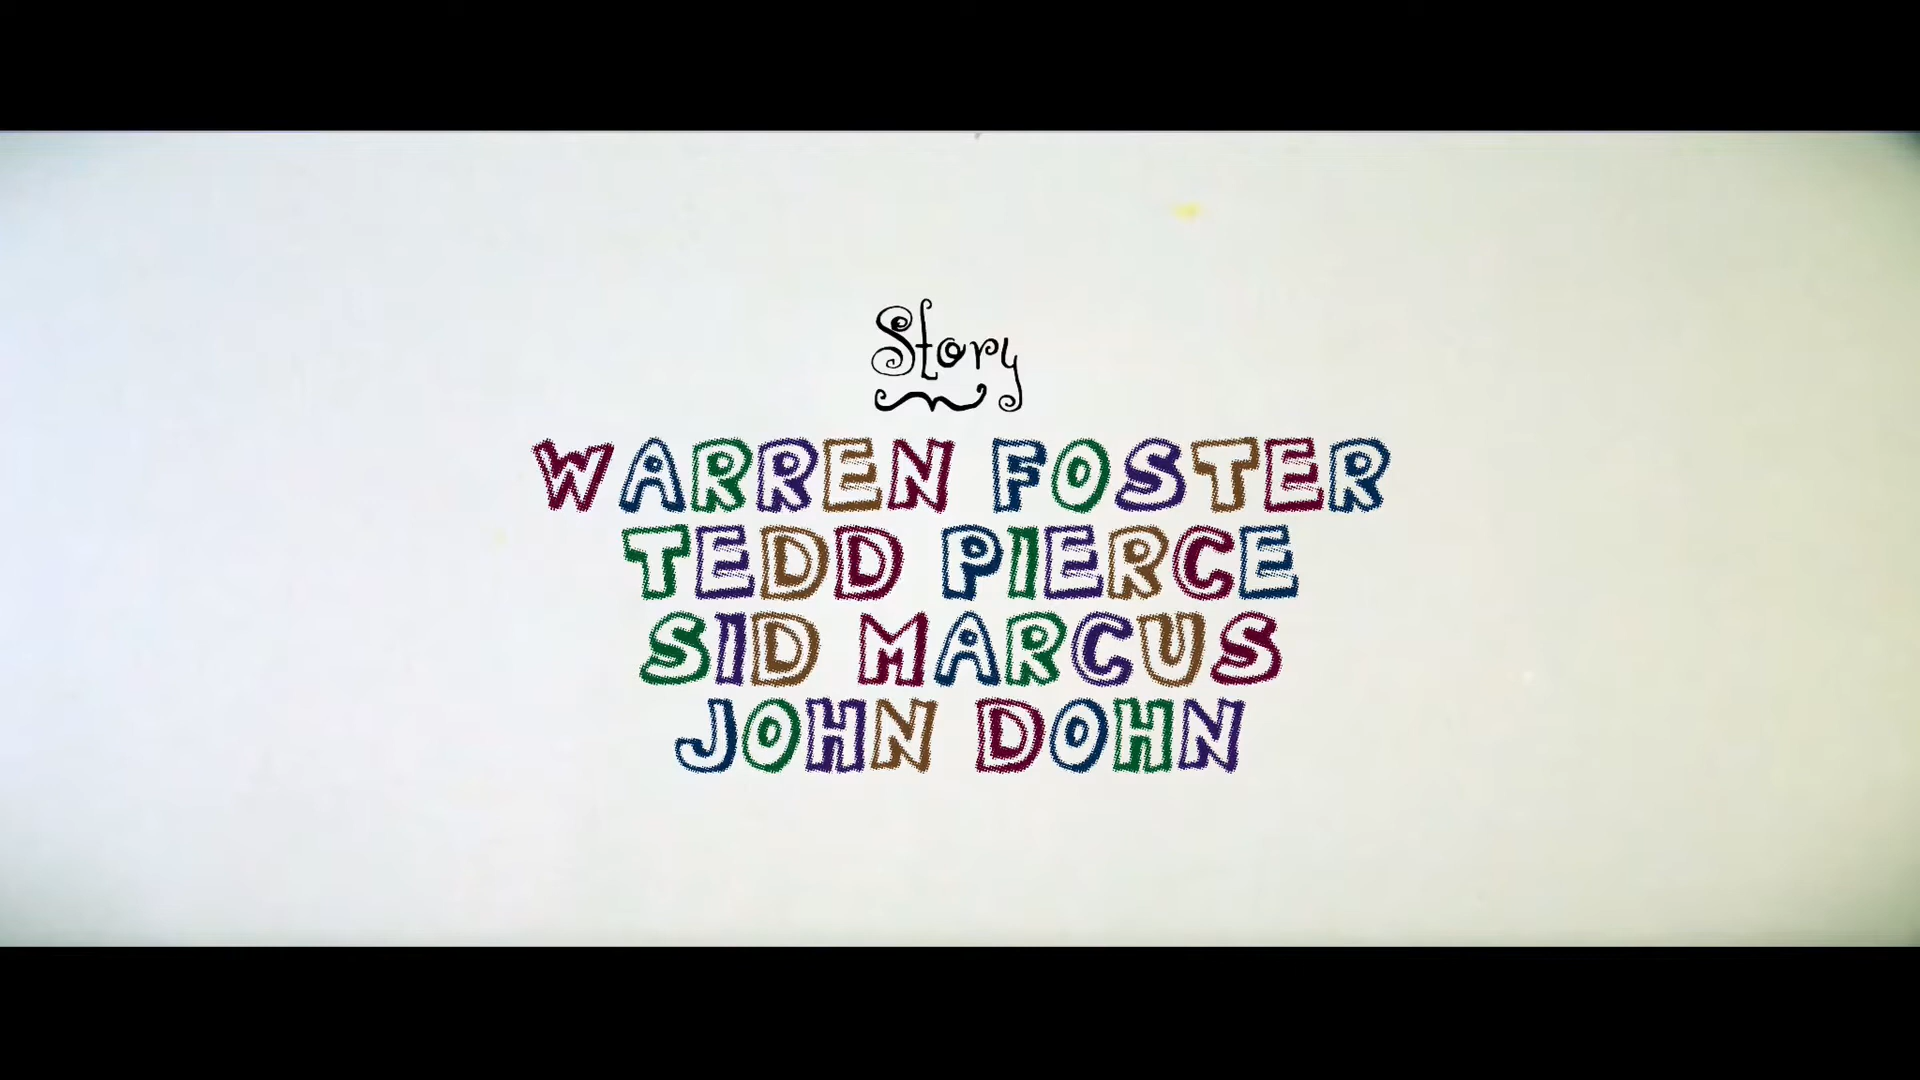 Story
WARREN FOSTER
TEDD PIERCE
SID MARCUS
JOHN DOHN